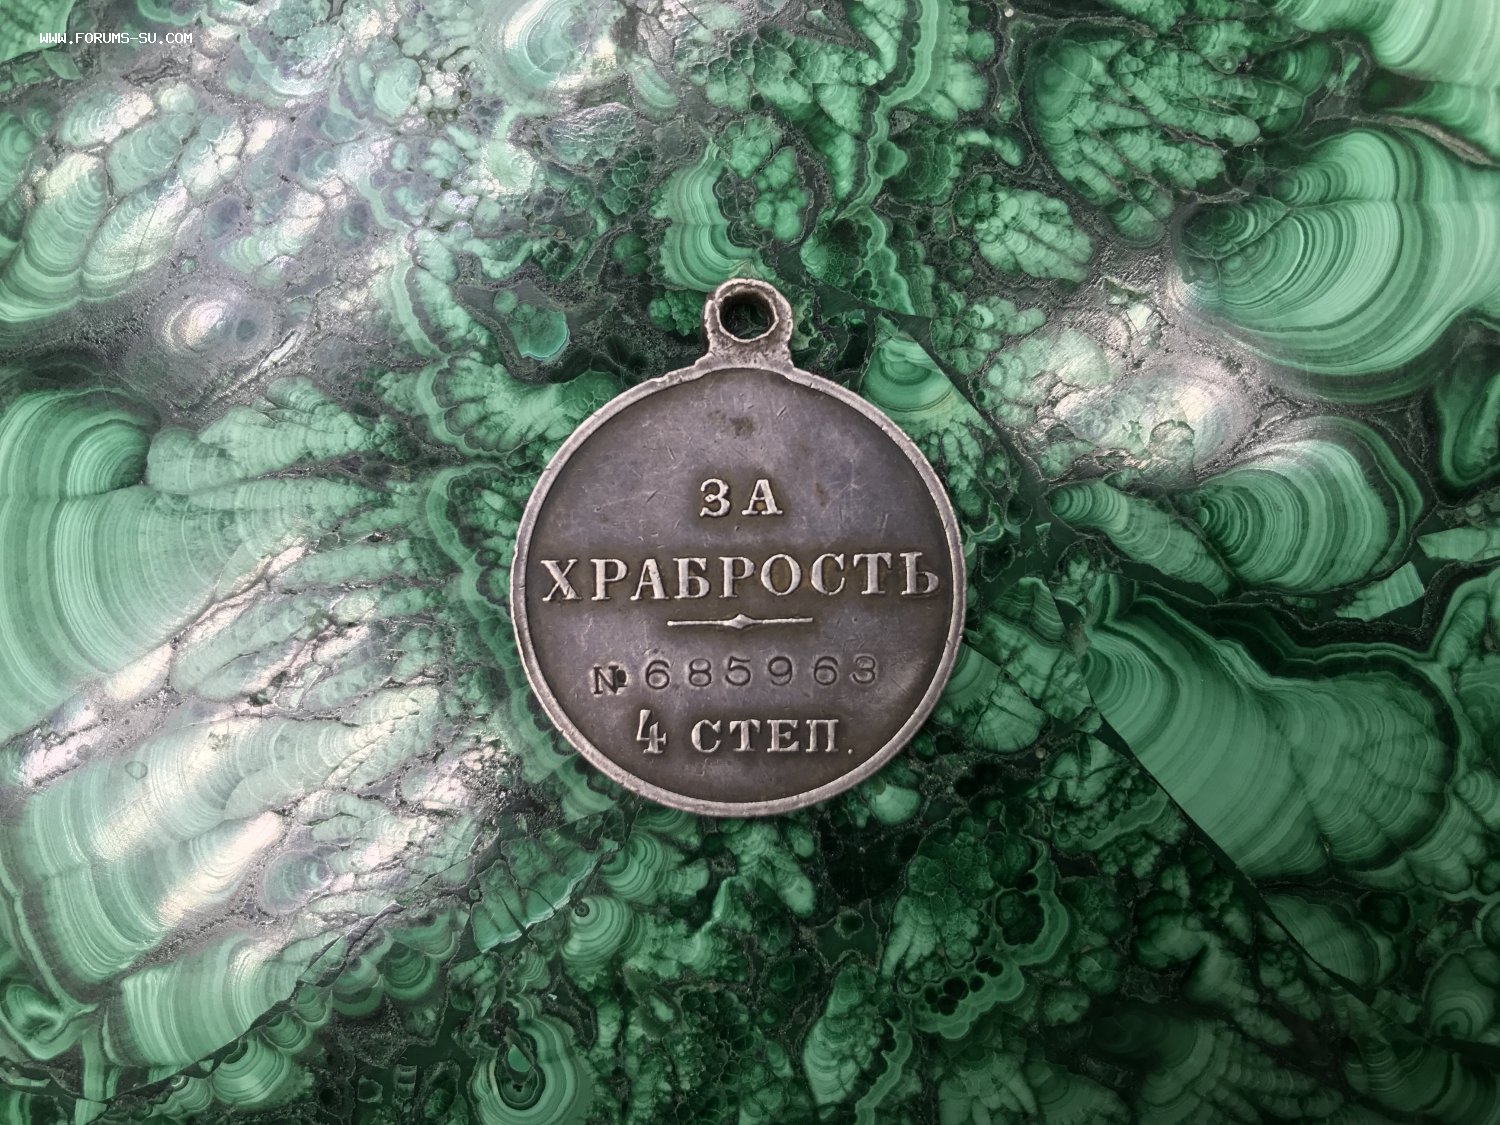 WWW.FORUMS-SU.COM
ЗА
ХРАБРОСТЬ
№ 685963
4 СТЕП.